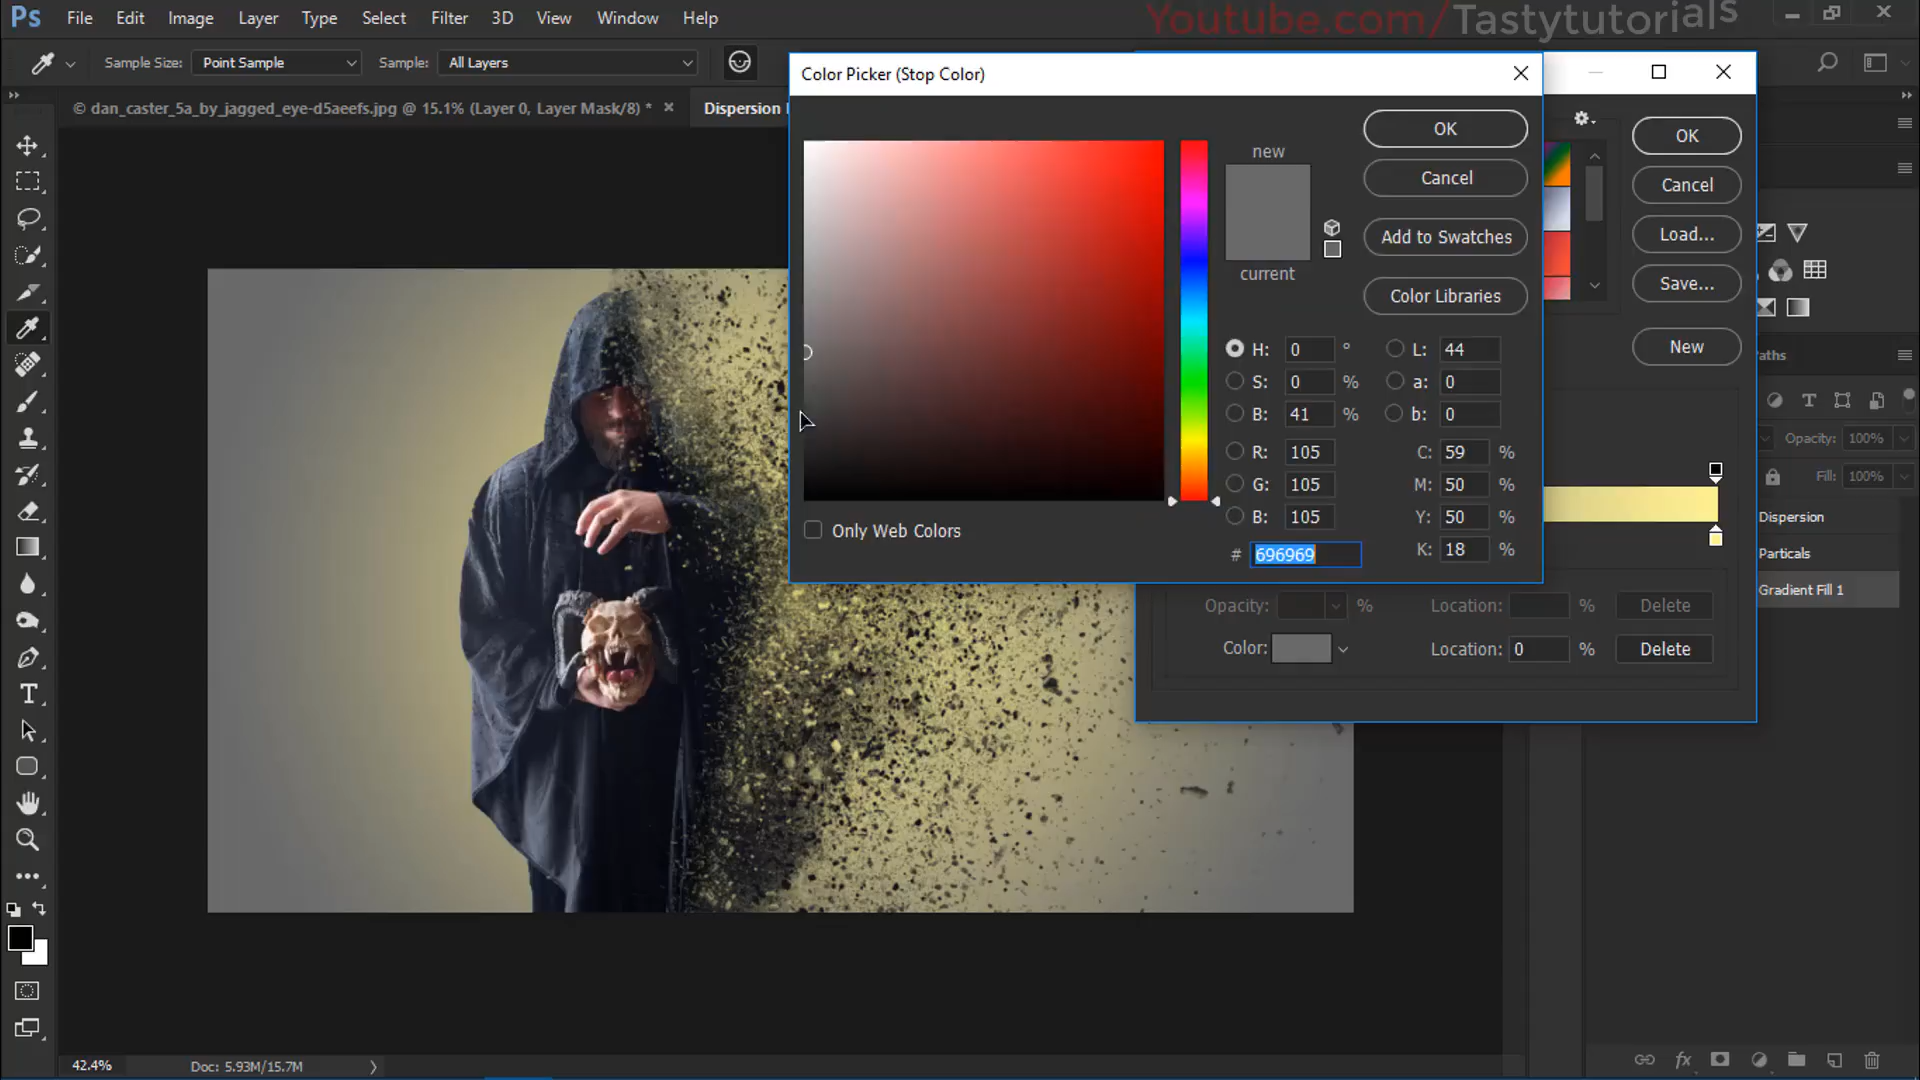 Ps File Edit Image Layer Type Select Filter 3D View Window Help
Youtube.com/Tastytutorials
Sample Size: Point Sample Sample: All Layers
© dan_caster_5a_by_jagged_eye-d5aeefs.jpg @ 15.1% (Layer 0, Layer Mask/8) *
Dispersion
Color Picker (Stop Color)
new
current
OK
Cancel
Add to Swatches
Color Libraries
H: 0 °
S: 0 %
B: 41 %
R: 105
G: 105
B: 105
# 696969
L: 44
a: 0
b: 0
C: 59 %
M: 50 %
Y: 50 %
K: 18 %
Only Web Colors
OK
Cancel
Load...
Save...
New
Opacity: % Location: % Delete
Color: Location: 0 % Delete
aths
Opacity: 100%
Fill: 100%
Dispersion
Particals
Gradient Fill 1
T
fx
42.4% Doc: 5.93M/15.7M